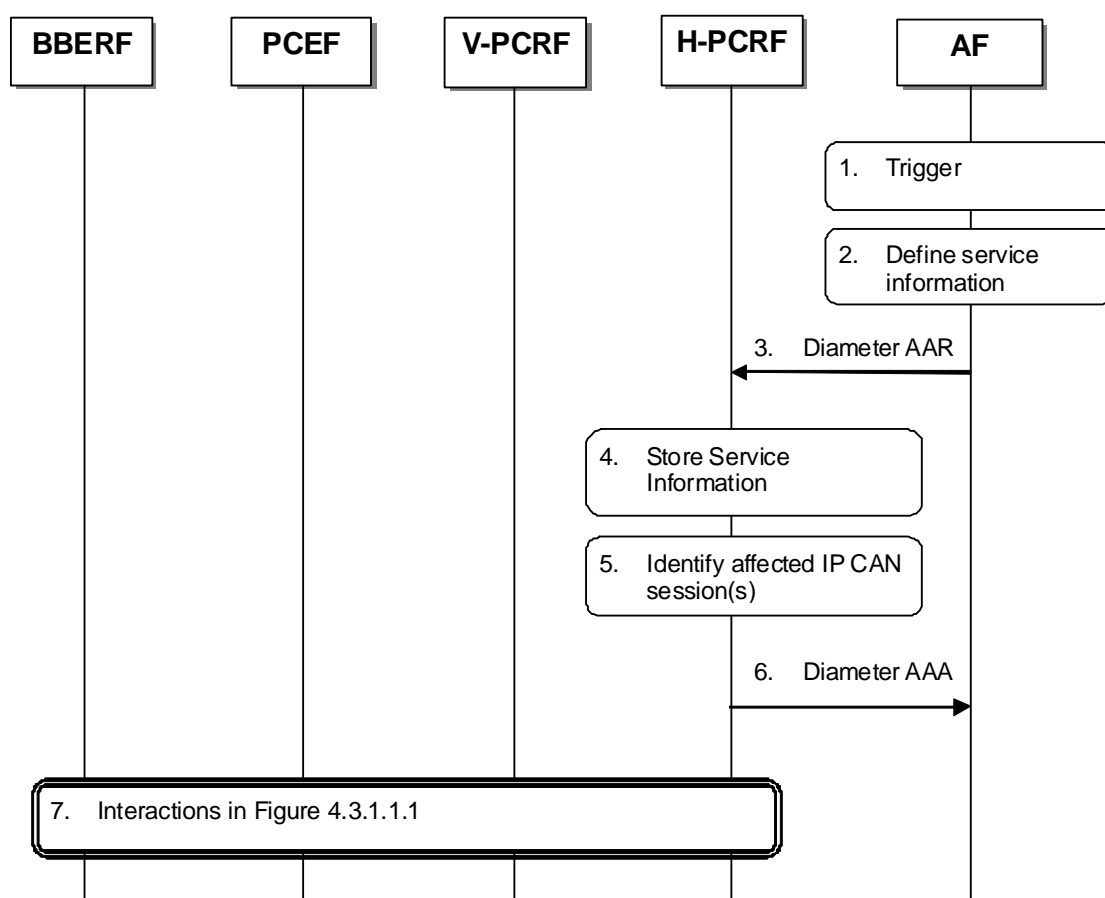 BBERF
PCEF
V-PCRF
H-PCRF
AF
1. Trigger
2. Define service
information
3. Diameter AAR
4. Store Service
Information
5. Identify affected IP CAN
session(s)
6. Diameter AAA
7. Interactions in Figure 4.3.1.1.1